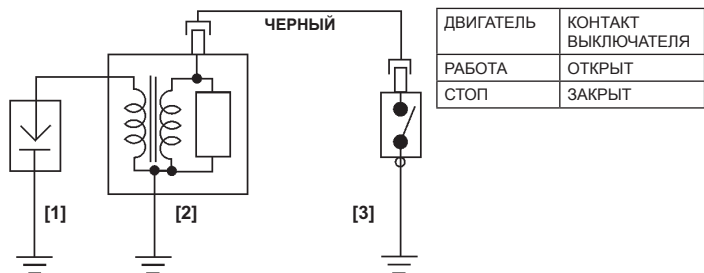 ЧЕРНЫЙ
ДВИГАТЕЛЬ КОНТАКТ
ВЫКЛЮЧАТЕЛЯ
РАБОТА ОТКРЫТ
СТОП ЗАКРЫТ
[1] [2] [3]